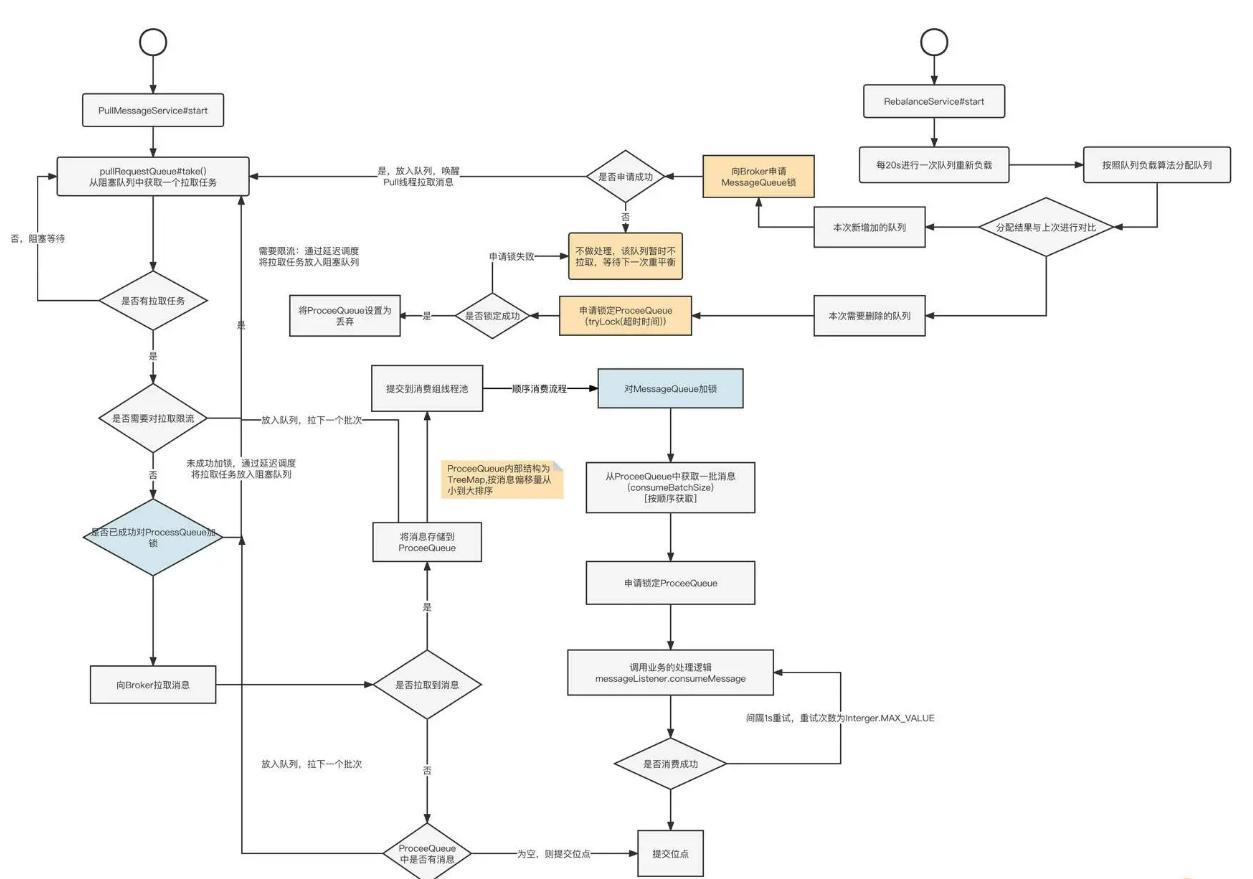 PullMessageService#start
RebalanceService#start
pullRequestQueue#take()
从阻塞队列中获取一个拉取任务
是，放入队列，唤醒
Pull线程拉取消息
是否申请成功
向Broker申请
MessageQueue锁
每20s进行一次队列重新负载
按照队列负载算法分配队列
否
本次新增加的队列
分配结果与上次进行对比
否，阻塞等待
需要限流：通过延迟调度
将拉取任务放入阻塞队列
申请锁失败
不做处理，该队列暂时不
拉取，等待下一次重平衡
是否有拉取任务
是
将ProceeQueue设置为
丢弃
是
是否锁定成功
申请锁定ProceeQueue
(tryLock(超时时间))
本次需要删除的队列
是
提交到消费组线程池
顺序消费流程
对MessageQueue加锁
是否需要对拉取限流
放入队列，拉下一个批次
否
未成功加锁，通过延迟调度
将拉取任务放入阻塞队列
ProceeQueue内部结构为
TreeMap,按消息偏移量从
小到大排序
从ProceeQueue中获取一批消息
(consumeBatchSize)
[按顺序获取]
是否已成功对ProcessQueue加
锁
将消息存储到
ProceeQueue
申请锁定ProceeQueue
是
向Broker拉取消息
是否拉取到消息
调用业务的处理逻辑
messageListener.consumeMessage
间隔1s重试，重试次数为Interger.MAX_VALUE
放入队列，拉下一个批次
否
是否消费成功
ProceeQueue
中是否有消息
为空，则提交位点
提交位点